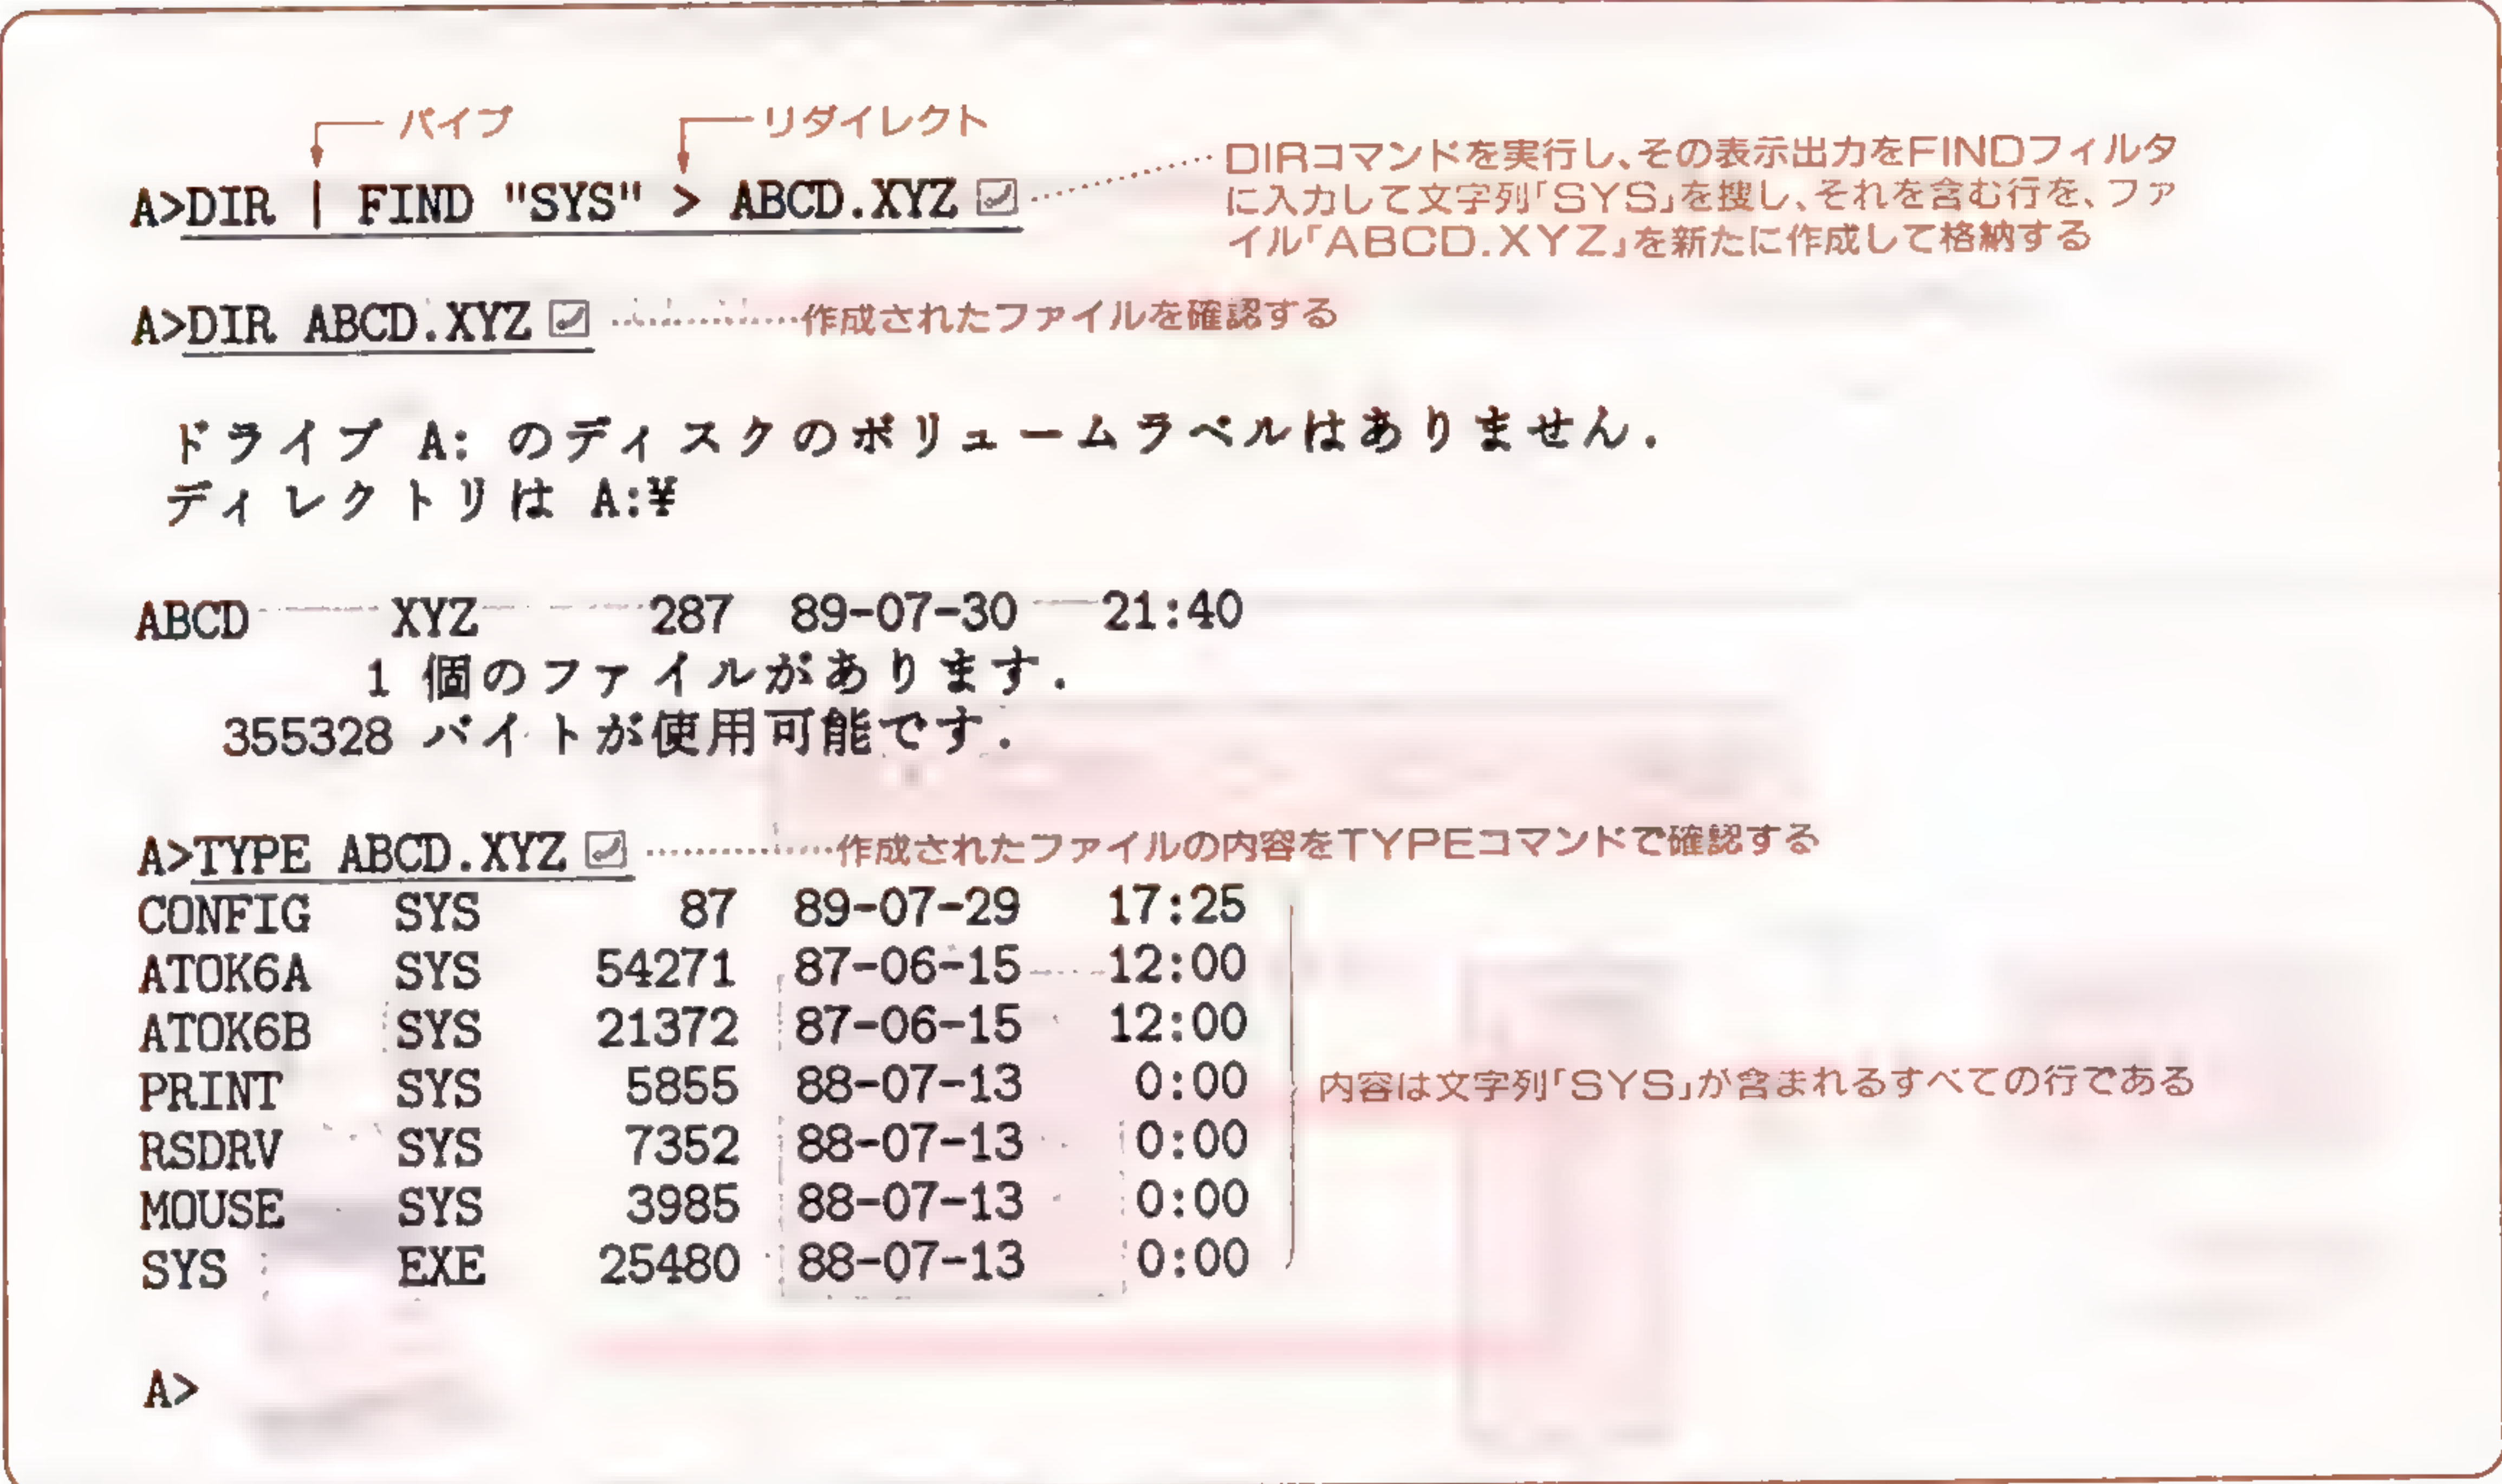 パイプ リダイレクト
A>DIR | FIND "SYS" > ABCD.XYZ
DIRコマンドを実行し、その表示出力をFINDフィルタ
に入力して文字列「SYS」を捜し、それを含む行を、ファ
イル「ABCD.XYZ」を新たに作成して格納する
A>DIR ABCD.XYZ 作成されたファイルを確認する
ドライブ A: のディスクのボリュームラベルはありません.
ディレクトリは A:¥
ABCD XYZ 287 89-07-30 21:40
1 個のファイルがあります.
355328 バイトが使用可能です.
A>TYPE ABCD.XYZ 作成されたファイルの内容をTYPEコマンドで確認する
CONFIG SYS 87 89-07-29 17:25
ATOK6A SYS 54271 87-06-15 12:00
ATOK6B SYS 21372 87-06-15 12:00
PRINT SYS 5855 88-07-13 0:00
RSDRV SYS 7352 88-07-13 0:00
MOUSE SYS 3985 88-07-13 0:00
SYS EXE 25480 88-07-13 0:00
内容は文字列「SYS」が含まれるすべての行である
A>